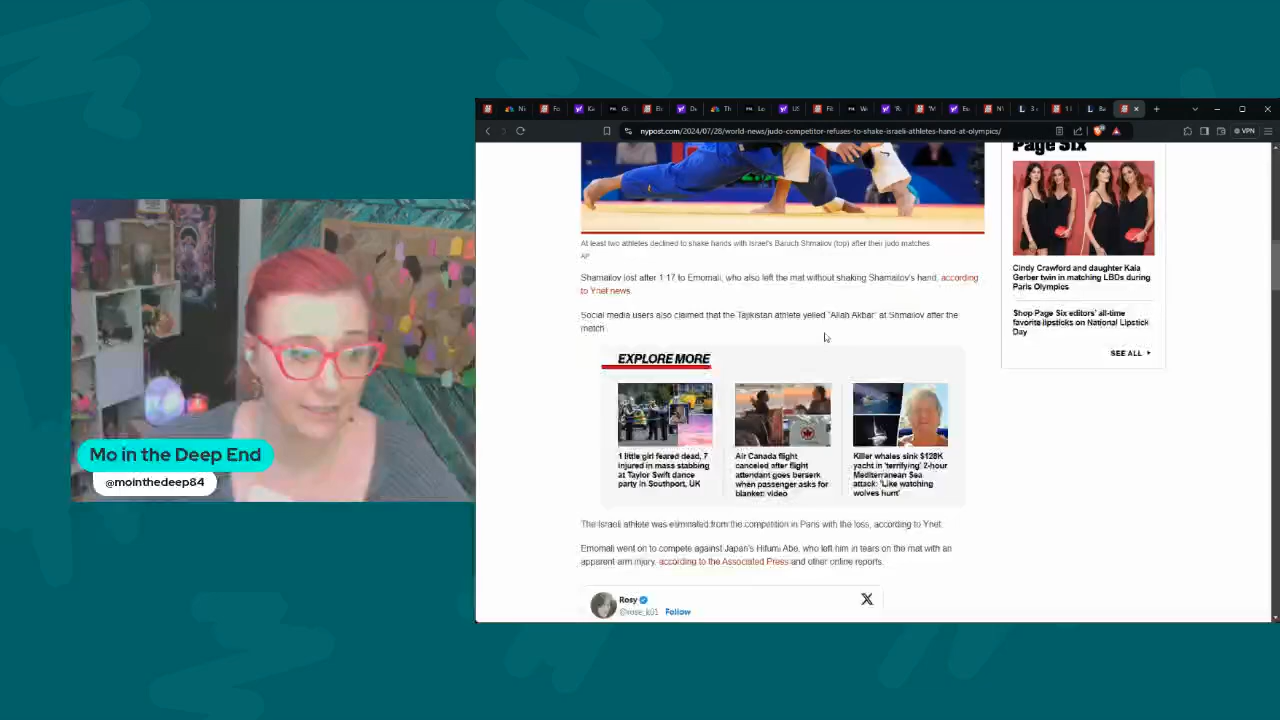 nypost.com/2024/07/28/world-news/judo-competitor-refuses-to-shake-israeli-athletes-hand-at-olympics/
VPN
Page Six
At least two athletes declined to shake hands with Israel's Baruch Shmailov (top) after their judo matches.
AP
Shamailov lost after 1:17 to Emomali, who also left the mat without shaking Shamailov's hand, according
to Ynet news.
Social media users also claimed that the Tajikistan athlete yelled "Allah Akbar" at Shmailov after the
match.
EXPLORE MORE
1 little girl feared dead, 7
injured in mass stabbing
at Taylor Swift dance
party in Southport, UK
Air Canada flight
canceled after flight
attendant goes berserk
when passenger asks for
blanket: video
Killer whales sink $128K
yacht in 'terrifying' 2-hour
Mediterranean Sea
attack: 'Like watching
wolves hunt'
The Israeli athlete was eliminated from the competition in Paris with the loss, according to Ynet.
Emomali went on to compete against Japan's Hifumi Abe, who left him in tears on the mat with an
apparent arm injury, according to the Associated Press and other online reports.
Rosy
@rose_k01 Follow
Cindy Crawford and daughter Kaia
Gerber twin in matching LBDs during
Paris Olympics
Shop Page Six editors' all-time
favorite lipsticks on National Lipstick
Day
SEE ALL
Mo in the Deep End
@mointhedeep84